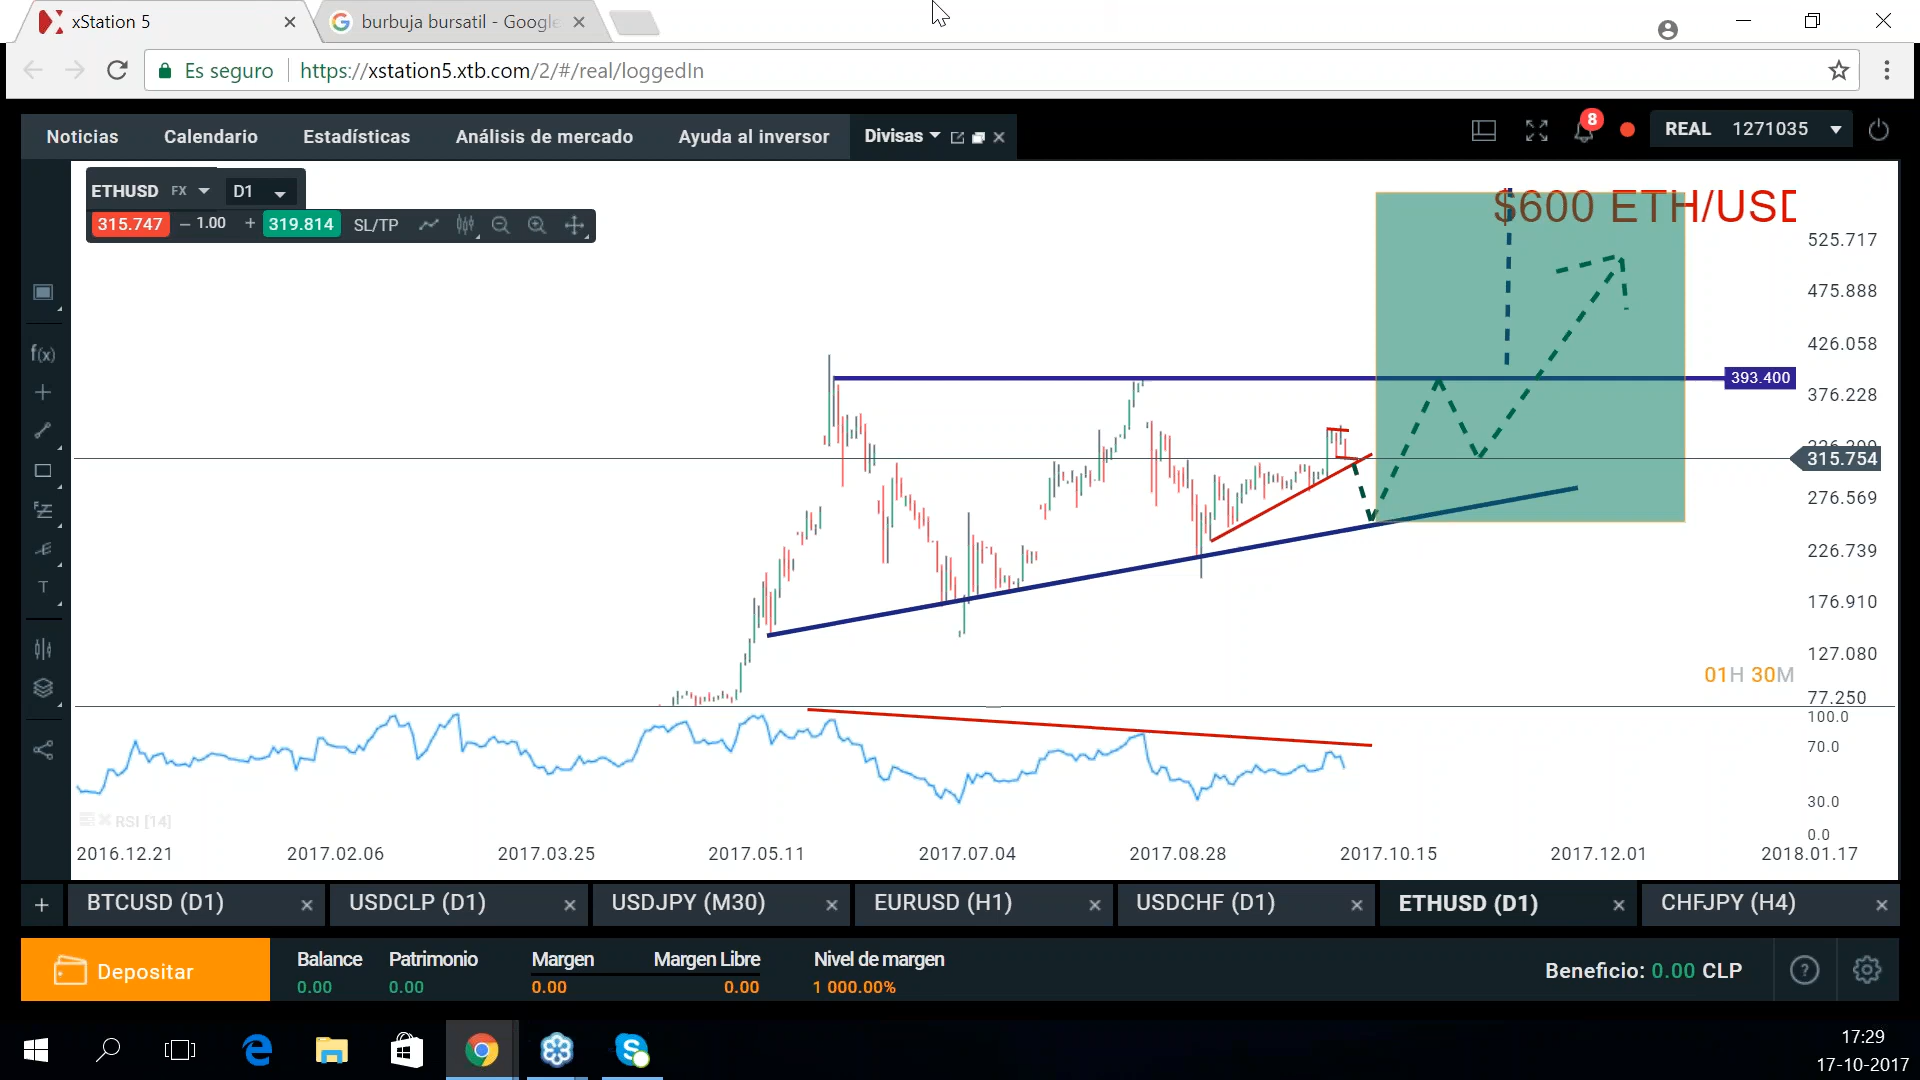 xStation 5
burbuja bursatil - Google
Es seguro
https://xstation5.xtb.com/2/#/real/loggedIn
Noticias
Calendario
Estadísticas
Análisis de mercado
Ayuda al inversor
Divisas
8
REAL 1271035
ETHUSD FX
D1
315.747 – 1.00 + 319.814 SL/TP
$600 ETH/USD
525.717
475.888
426.058
393.400
376.228
315.754
276.569
226.739
176.910
127.080
01H 30M
77.250
100.0
70.0
30.0
0.0
f(x)
T
RSI [14]
2016.12.21
2017.02.06
2017.03.25
2017.05.11
2017.07.04
2017.08.28
2017.10.15
2017.12.01
2018.01.17
BTCUSD (D1)
USDCLP (D1)
USDJPY (M30)
EURUSD (H1)
USDCHF (D1)
ETHUSD (D1)
CHFJPY (H4)
Depositar
Balance
0.00
Patrimonio
0.00
Margen
0.00
Margen Libre
0.00
Nivel de margen
1 000.00%
Beneficio: 0.00 CLP
17:29
17-10-2017